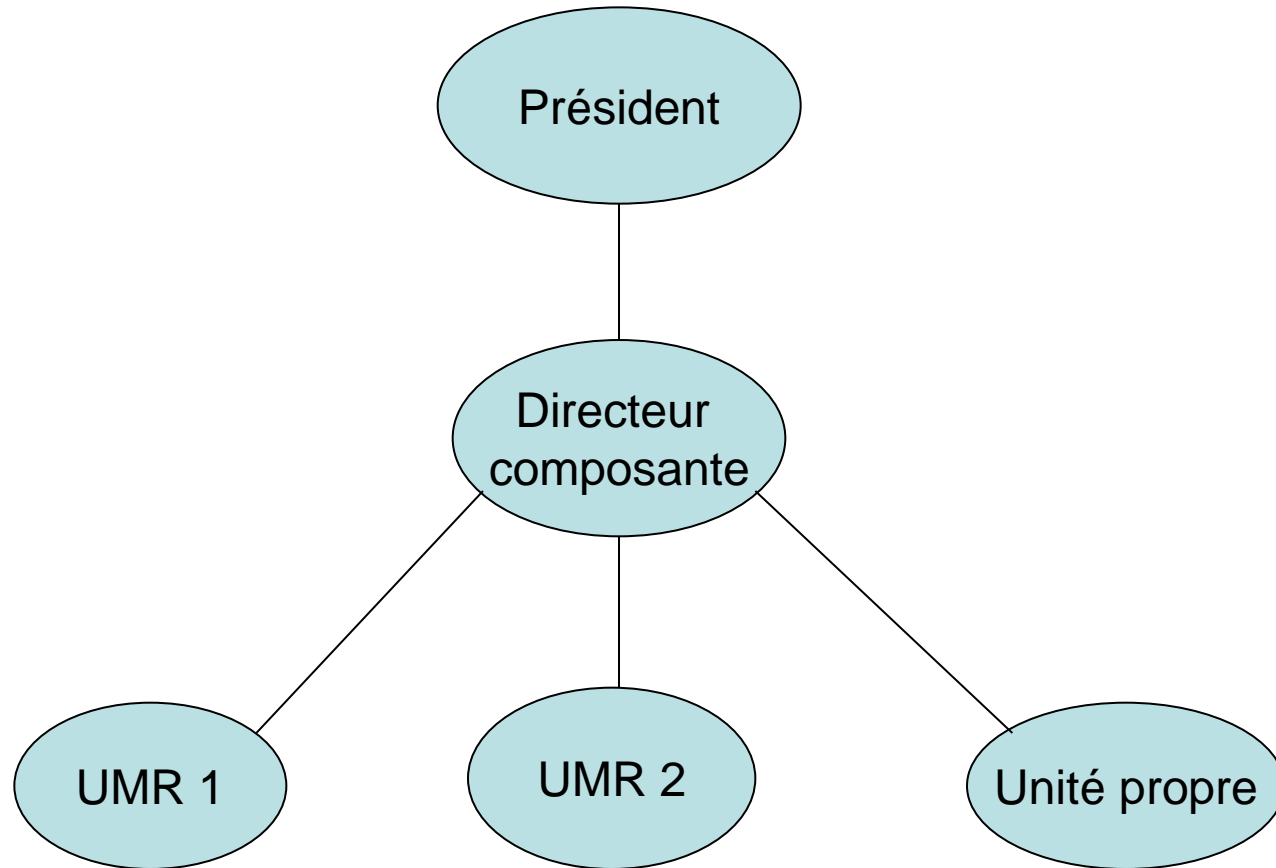 Président
Directeur
composante
UMR 1
UMR 2
Unité propre